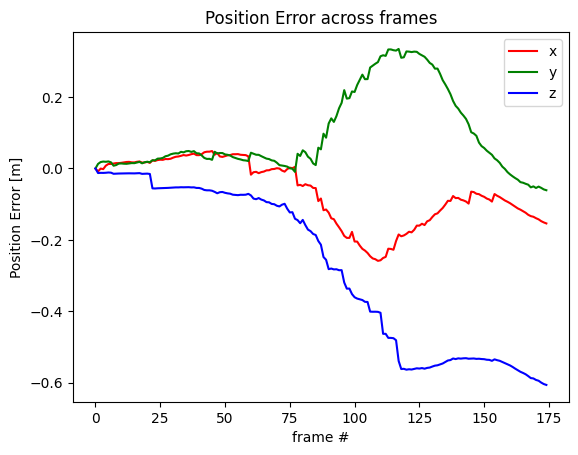 Position Error across frames
x
y
z
Position Error [m]
0.2
0.0
−0.2
−0.4
−0.6
0
25
50
75
100
125
150
175
frame #